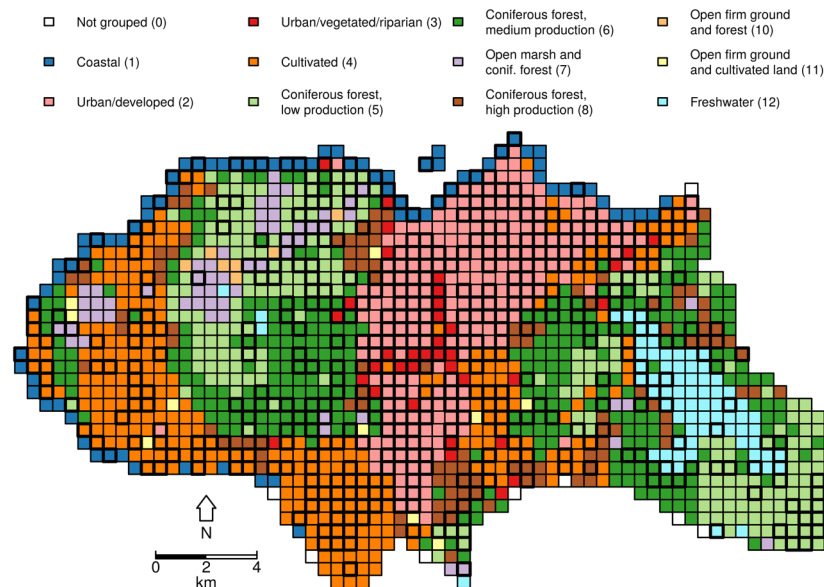 Not grouped (0)
Coastal (1)
Urban/developed (2)
Urban/vegetated/riparian (3)
Cultivated (4)
Coniferous forest,
low production (5)
Coniferous forest,
medium production (6)
Open marsh and
conif. forest (7)
Coniferous forest,
high production (8)
Open firm ground
and forest (10)
Open firm ground
and cultivated land (11)
Freshwater (12)
N
0 2 4
km